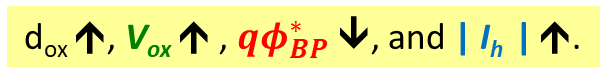 dₒₓ ↑, Vₒₓ ↑ , qϕ*BP ↓, and | Iₕ | ↑.